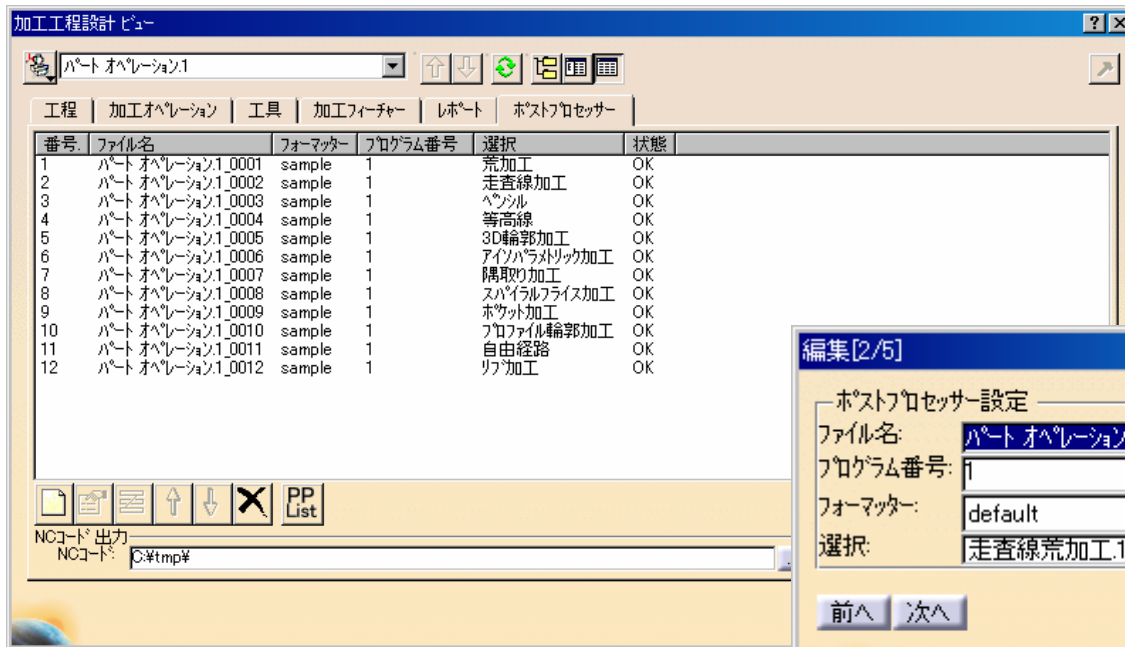 加工工程設計 ビュー
パート オペレーション.1
工程 加工オペレーション 工具 加工フィーチャー レポート ポストプロセッサー
番号. ファイル名 フォーマッター プログラム番号 選択 状態
1 パート オペレーション.1_0001 sample 1 荒加工 OK
2 パート オペレーション.1_0002 sample 1 走査線加工 OK
3 パート オペレーション.1_0003 sample 1 ペンシル OK
4 パート オペレーション.1_0004 sample 1 等高線 OK
5 パート オペレーション.1_0005 sample 1 3D輪郭加工 OK
6 パート オペレーション.1_0006 sample 1 アイソパラメトリック加工 OK
7 パート オペレーション.1_0007 sample 1 隅取り加工 OK
8 パート オペレーション.1_0008 sample 1 スパイラルフライス加工 OK
9 パート オペレーション.1_0009 sample 1 ポケット加工 OK
10 パート オペレーション.1_0010 sample 1 プロファイル輪郭加工 OK
11 パート オペレーション.1_0011 sample 1 自由経路 OK
12 パート オペレーション.1_0012 sample 1 リブ加工 OK
PP
List
NCコード出力
NCコード: C:¥tmp¥
編集[2/5]
ポストプロセッサー設定
ファイル名: パート オペレーション
プログラム番号: 1
フォーマッター: default
選択: 走査線荒加工.1
前へ 次へ